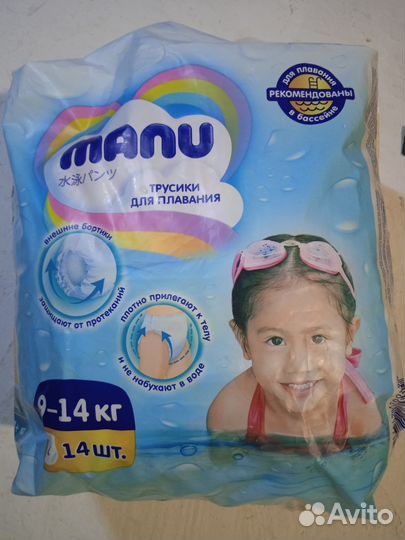 для плавания
РЕКОМЕНДОВАНЫ
в бассейне
manu
水泳パンツ
ТРУСИКИ
ДЛЯ ПЛАВАНИЯ
внешние бортики
защищают от протеканий
плотно прилегают к телу
и не набухают в воде
9-14 кг
L
14 шт.
Avito